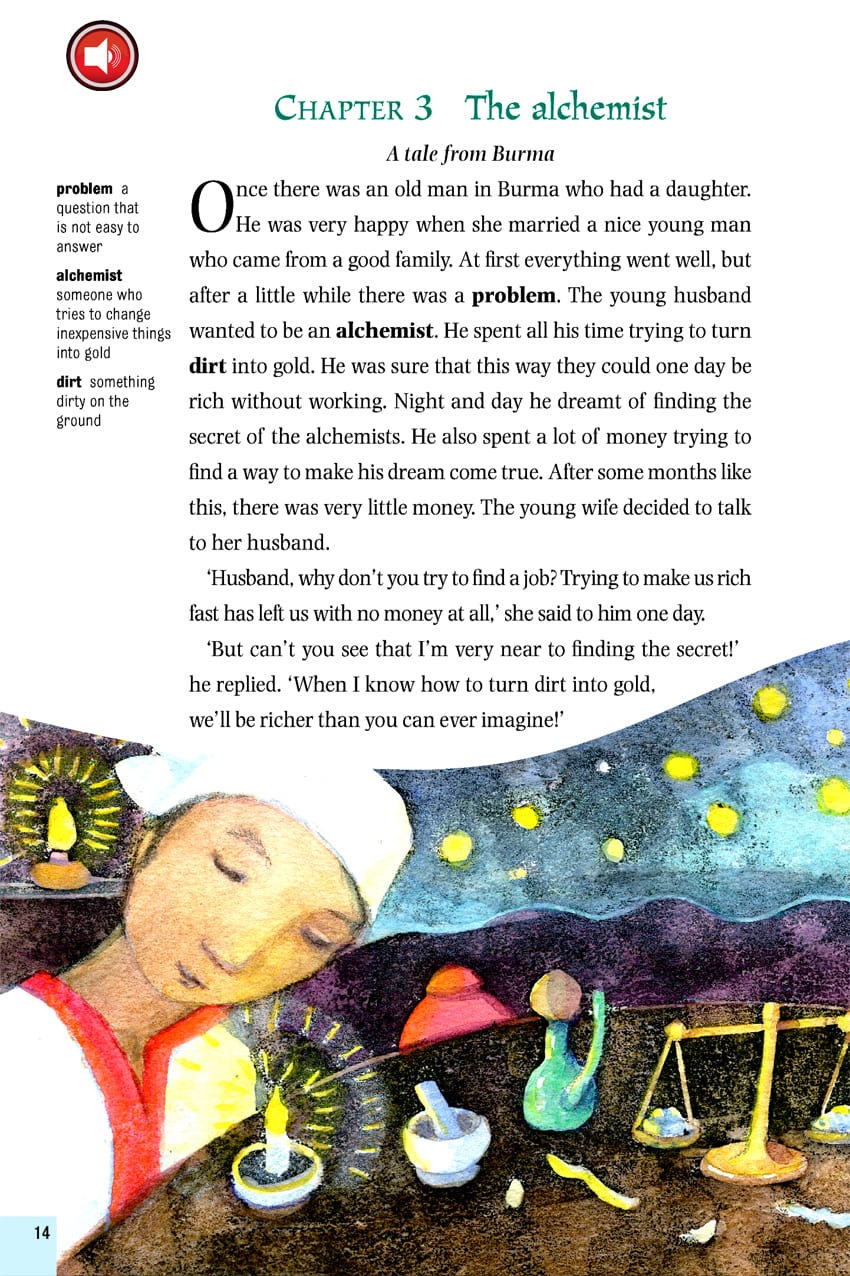 CHAPTER 3 The alchemist
A tale from Burma
problem a
question that
is not easy to
answer
alchemist
someone who
tries to change
inexpensive things
into gold
dirt something
dirty on the
ground
Once there was an old man in Burma who had a daughter.
He was very happy when she married a nice young man
who came from a good family. At first everything went well, but
after a little while there was a problem. The young husband
wanted to be an alchemist. He spent all his time trying to turn
dirt into gold. He was sure that this way they could one day be
rich without working. Night and day he dreamt of finding the
secret of the alchemists. He also spent a lot of money trying to
find a way to make his dream come true. After some months like
this, there was very little money. The young wife decided to talk
to her husband.
‘Husband, why don’t you try to find a job? Trying to make us rich
fast has left us with no money at all,’ she said to him one day.
‘But can’t you see that I’m very near to finding the secret!’
he replied. ‘When I know how to turn dirt into gold,
we’ll be richer than you can ever imagine!’
14